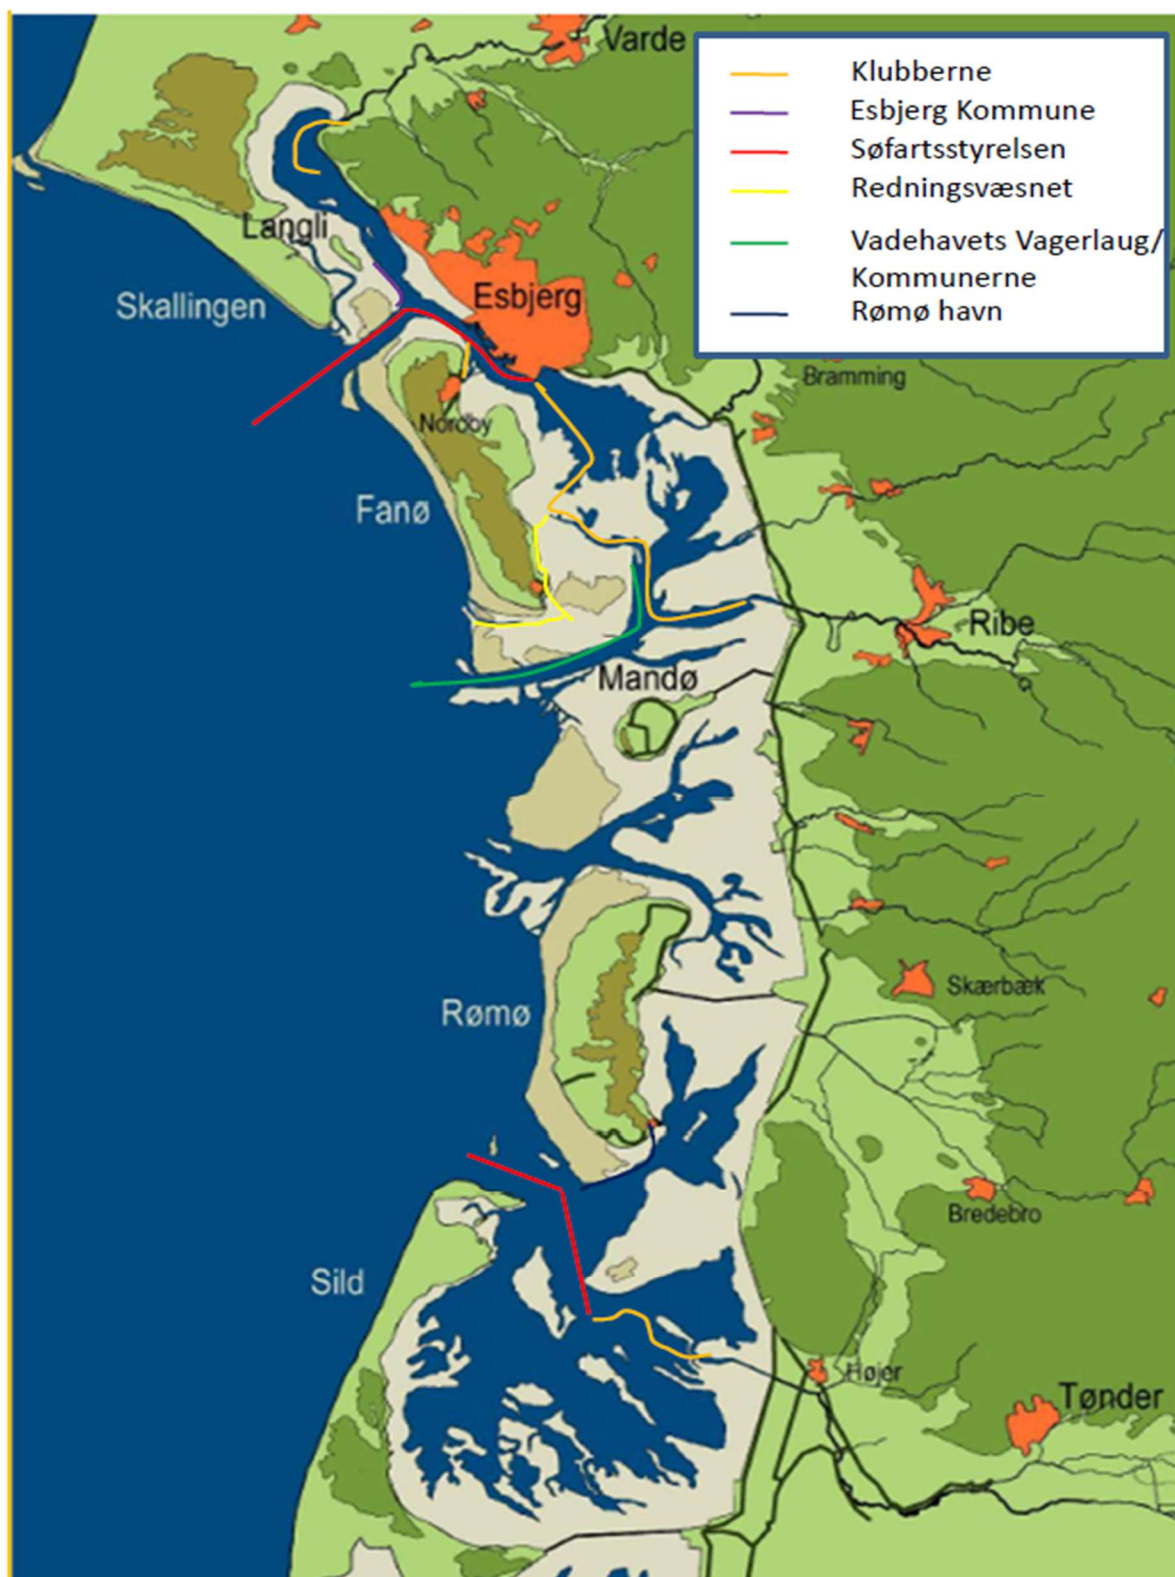 Varde
Klubberne
Esbjerg Kommune
Søfartsstyrelsen
Redningsvæsnet
Vadehavets Vagerlaug/
Kommunerne
Rømø havn
Langli
Skallingen
Esbjerg
Bramming
Nordby
Fanø
Ribe
Mandø
Skærbæk
Rømø
Bredebro
Sild
Højer
Tønder